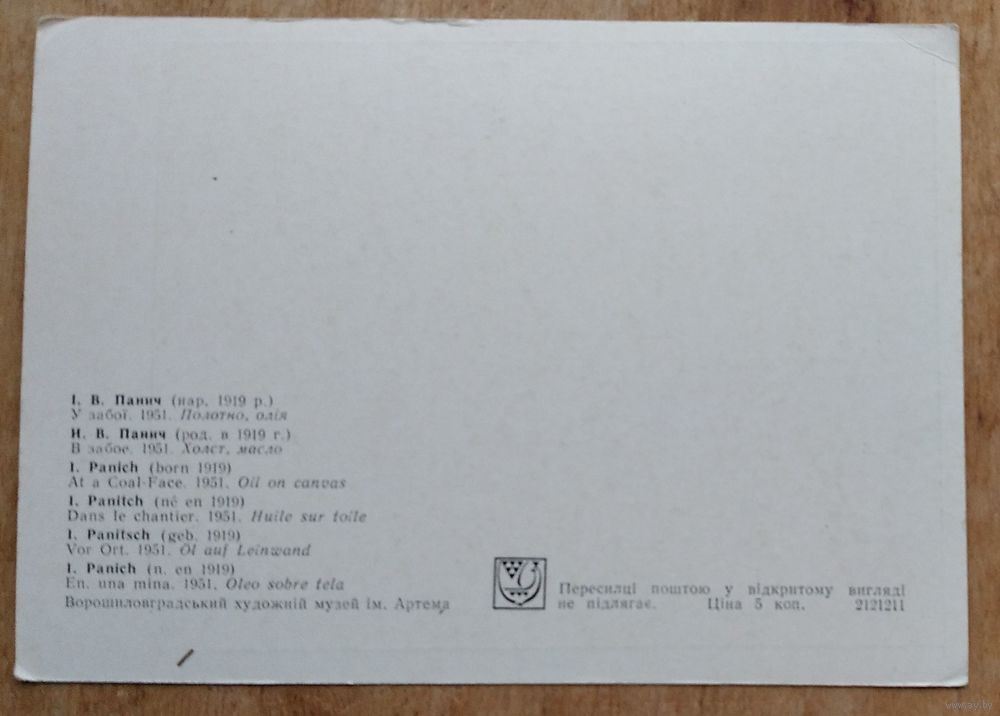 І. В. Панич (нар. 1919 р.)
У забої. 1951. Полотно, олія
И. В. Панич (род. в 1919 г.)
В забое. 1951. Холст, масло
I. Panich (born 1919)
At a Coal-Face. 1951. Oil on canvas
I. Panitch (né en 1919)
Dans le chantier. 1951. Huile sur toile
I. Panitsch (geb. 1919)
Vor Ort. 1951. Öl auf Leinwand
I. Panich (n. en 1919)
En. una mina. 1951. Oleo sobre tela
Ворошиловградський художній музей ім. Артема
Пересилці поштою у відкритому вигляді
не підлягає. Ціна 5 коп. 2121211
www.ay.by